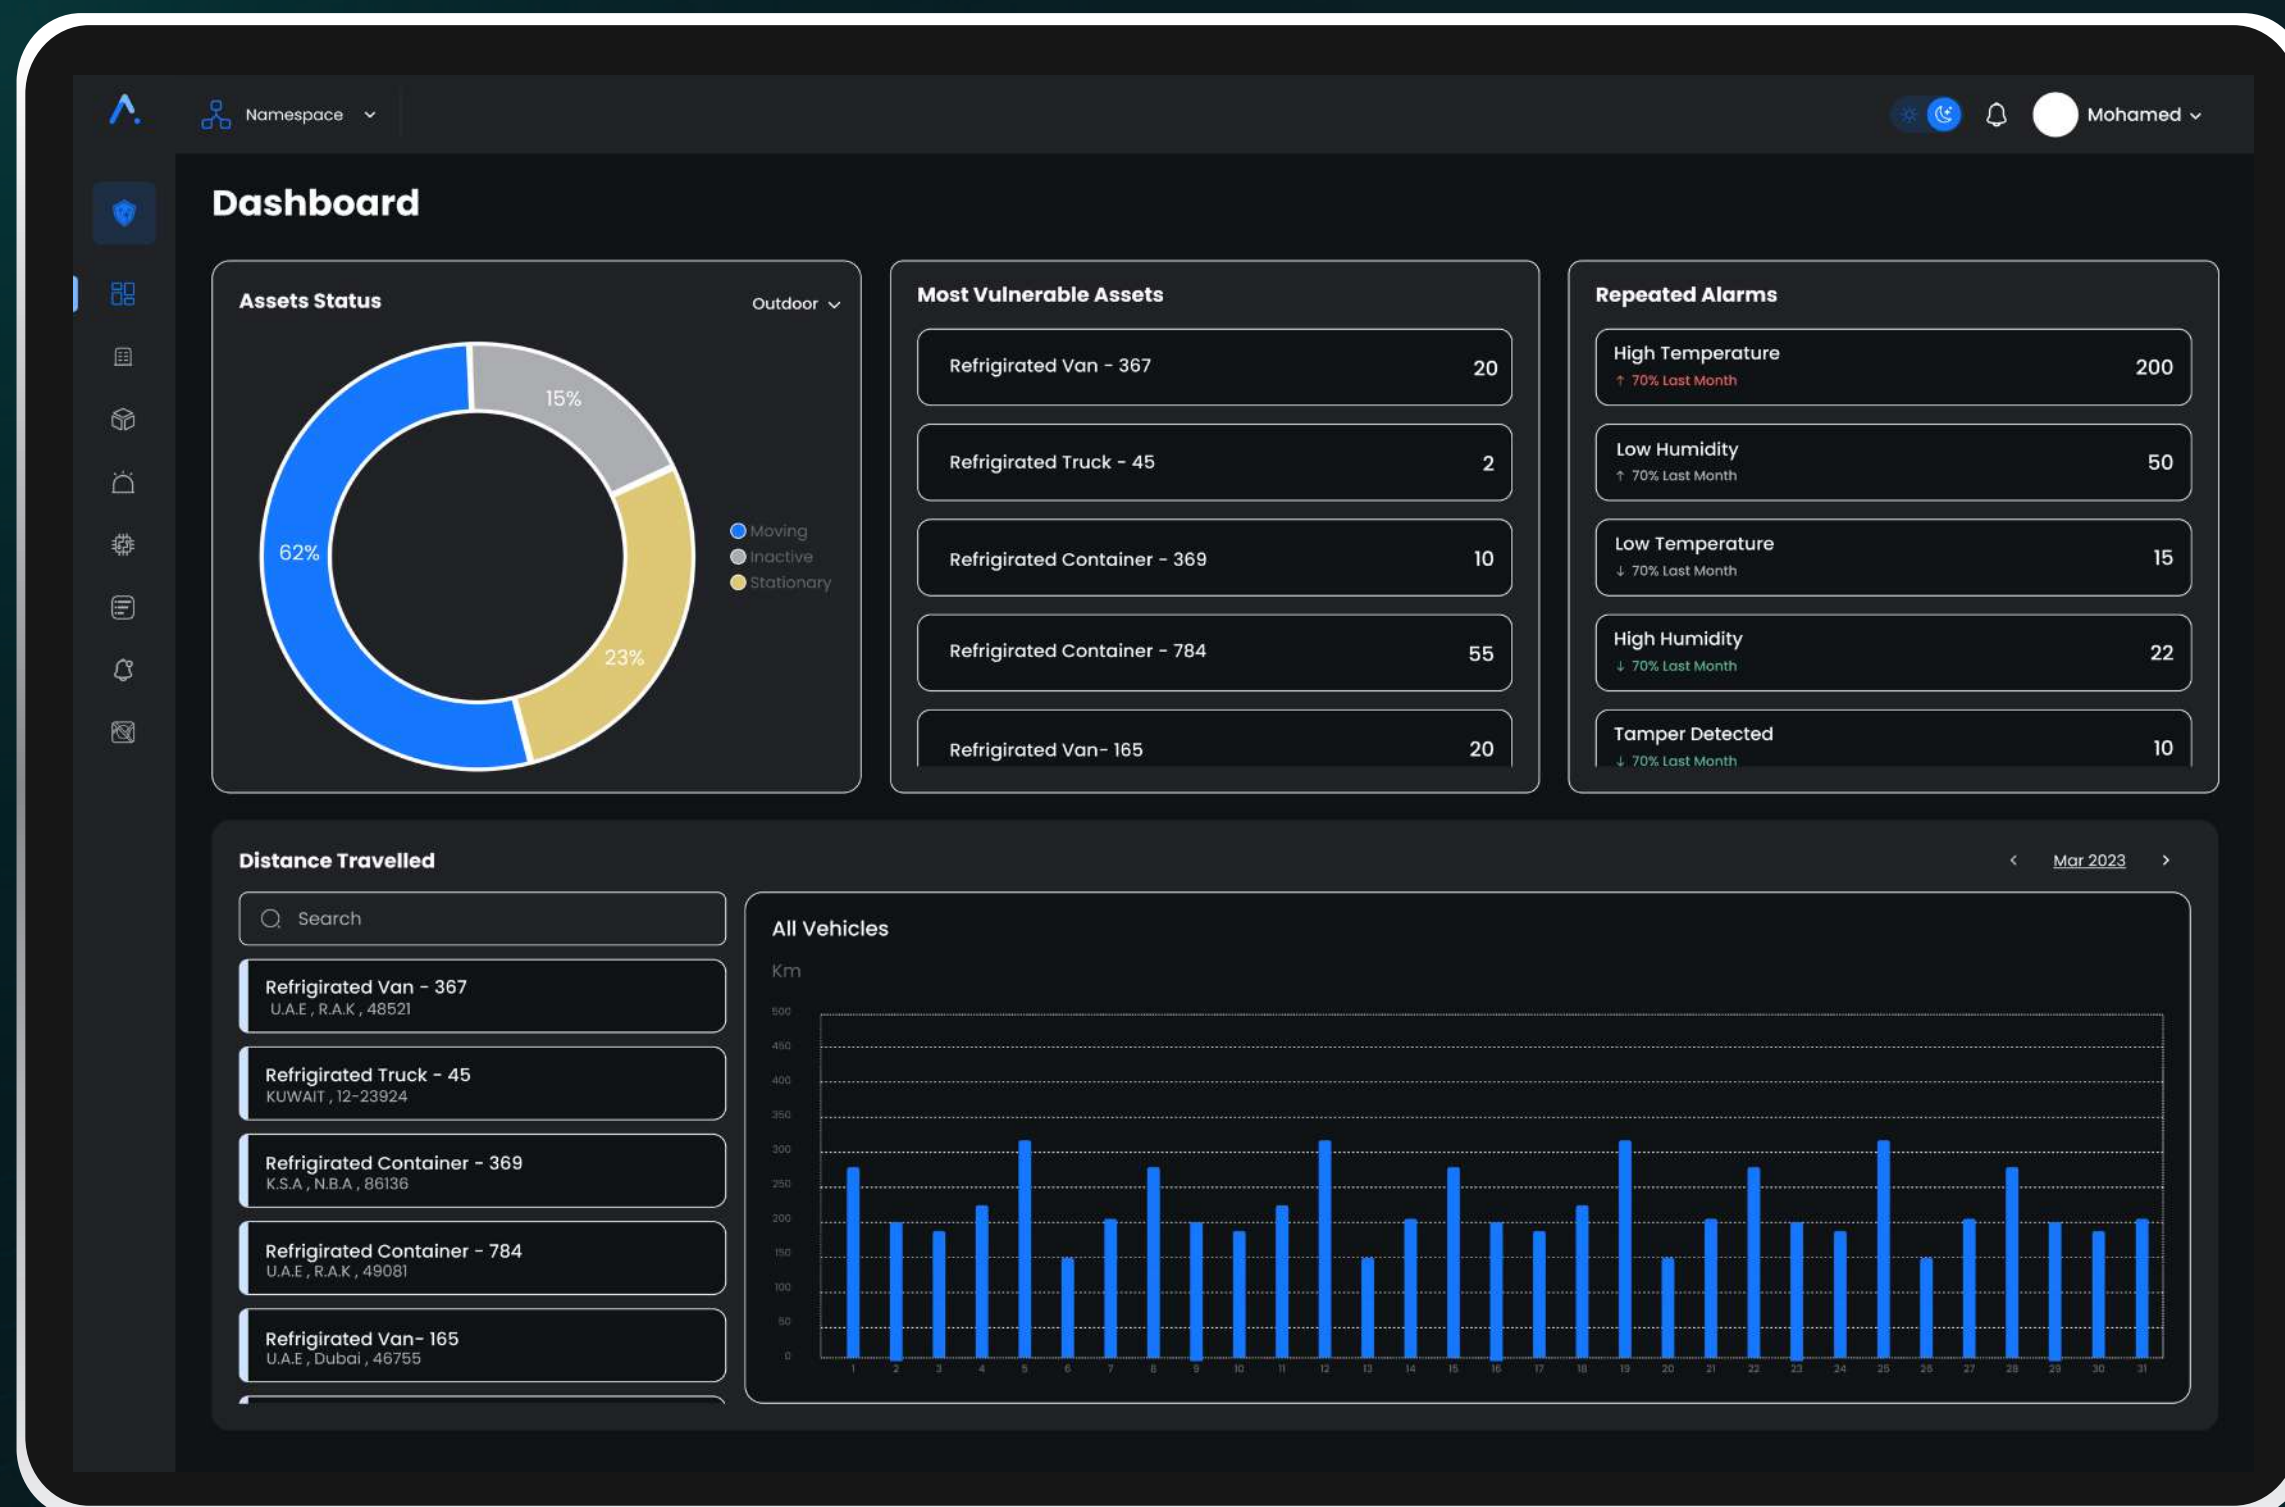 Namespace
Mohamed
Dashboard
Assets Status
Outdoor
15%
62%
23%
Moving
Inactive
Stationary
Most Vulnerable Assets
Refrigirated Van - 367
20
Refrigirated Truck - 45
2
Refrigirated Container - 369
10
Refrigirated Container - 784
55
Refrigirated Van- 165
20
Repeated Alarms
High Temperature
200
↑ 70% Last Month
Low Humidity
50
↑ 70% Last Month
Low Temperature
15
↓ 70% Last Month
High Humidity
22
↓ 70% Last Month
Tamper Detected
10
↓ 70% Last Month
Distance Travelled
Mar 2023
Search
Refrigirated Van - 367
U.A.E , R.A.K , 48521
Refrigirated Truck - 45
KUWAIT , 12-23924
Refrigirated Container - 369
K.S.A , N.B.A , 86136
Refrigirated Container - 784
U.A.E , R.A.K , 49081
Refrigirated Van- 165
U.A.E , Dubai , 46755
All Vehicles
Km
500
450
400
350
300
250
200
150
100
50
0
1 2 3 4 5 6 7 8 9 10 11 12 13 14 15 16 17 18 19 20 21 22 23 24 25 26 27 28 29 30 31